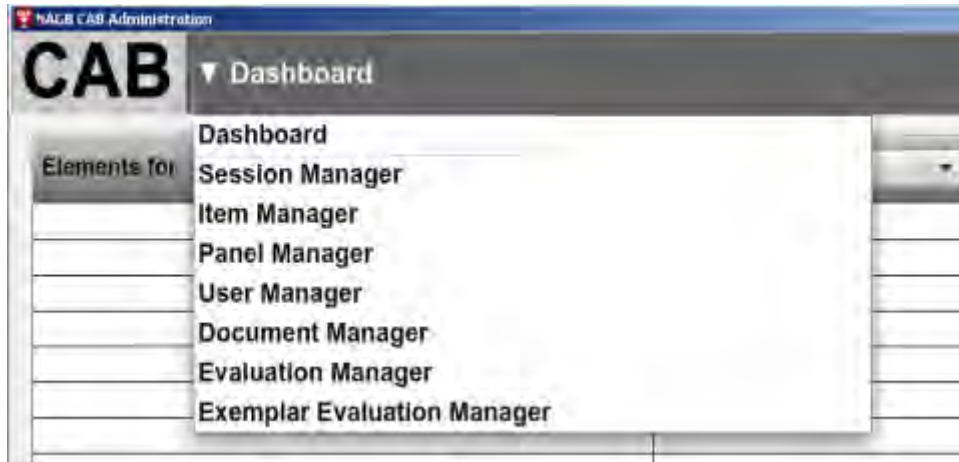 NAGB CAB Administration
CAB ▼ Dashboard
Dashboard
Elements for
Session Manager
Item Manager
Panel Manager
User Manager
Document Manager
Evaluation Manager
Exemplar Evaluation Manager